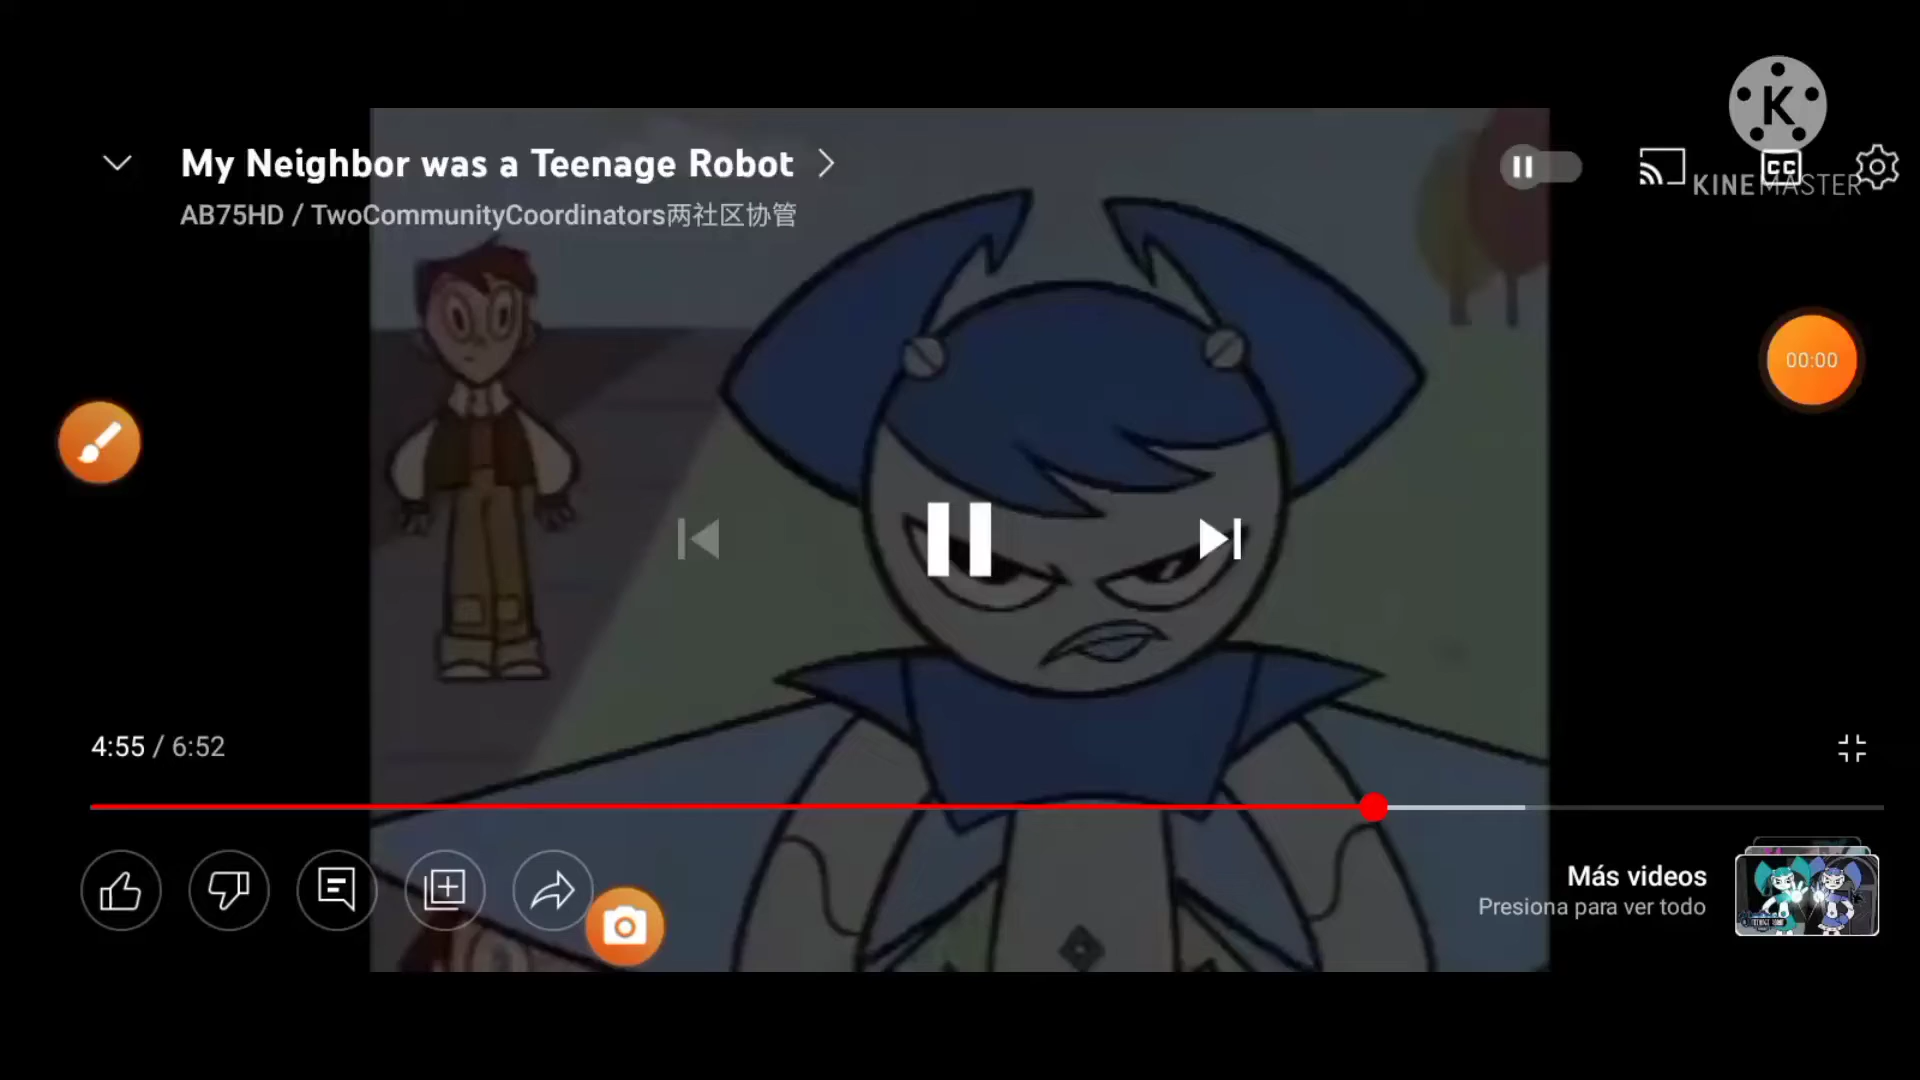 My Neighbor was a Teenage Robot
AB75HD / TwoCommunityCoordinators两社区协管
K
CC
KINEMASTER
00:00
4:55 / 6:52
Más videos
Presiona para ver todo